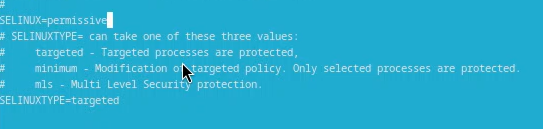 #
SELINUX=permissive
# SELINUXTYPE= can take one of these three values:
#     targeted - Targeted processes are protected,
#     minimum - Modification of targeted policy. Only selected processes are protected.
#     mls - Multi Level Security protection.
SELINUXTYPE=targeted